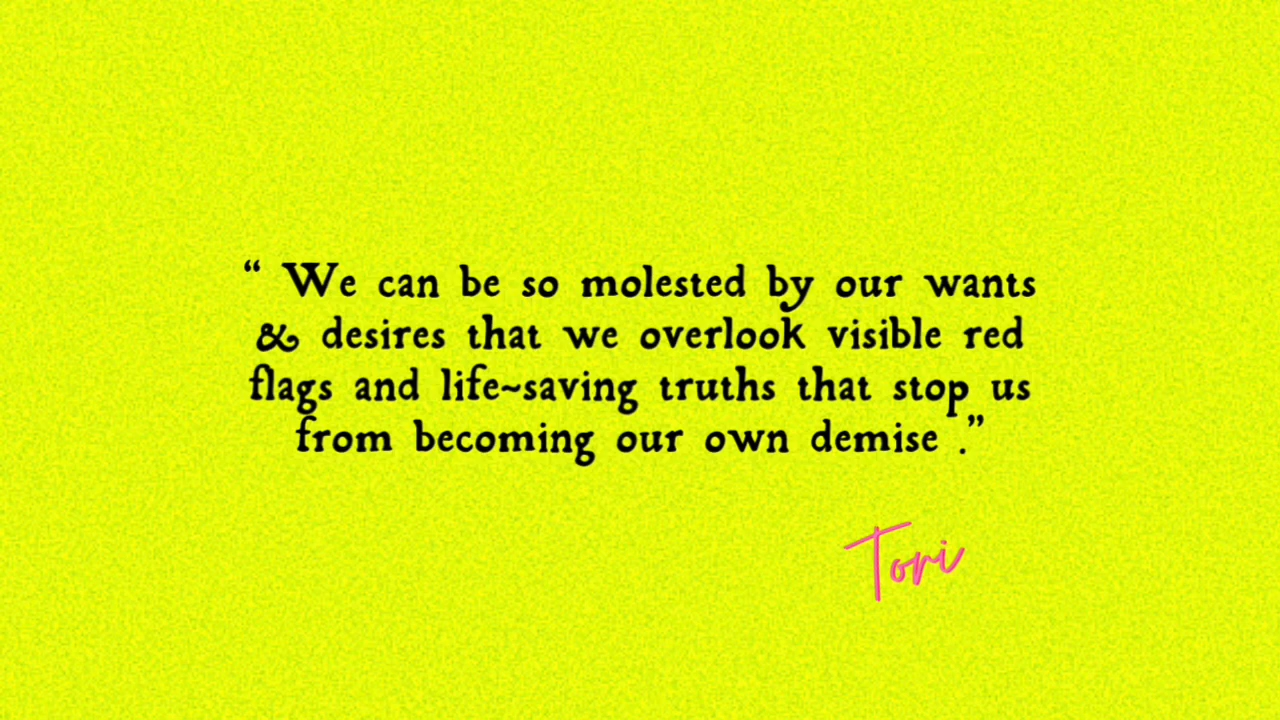 “ We can be so molested by our wants
& desires that we overlook visible red
flags and life~saving truths that stop us
from becoming our own demise .”
Tori